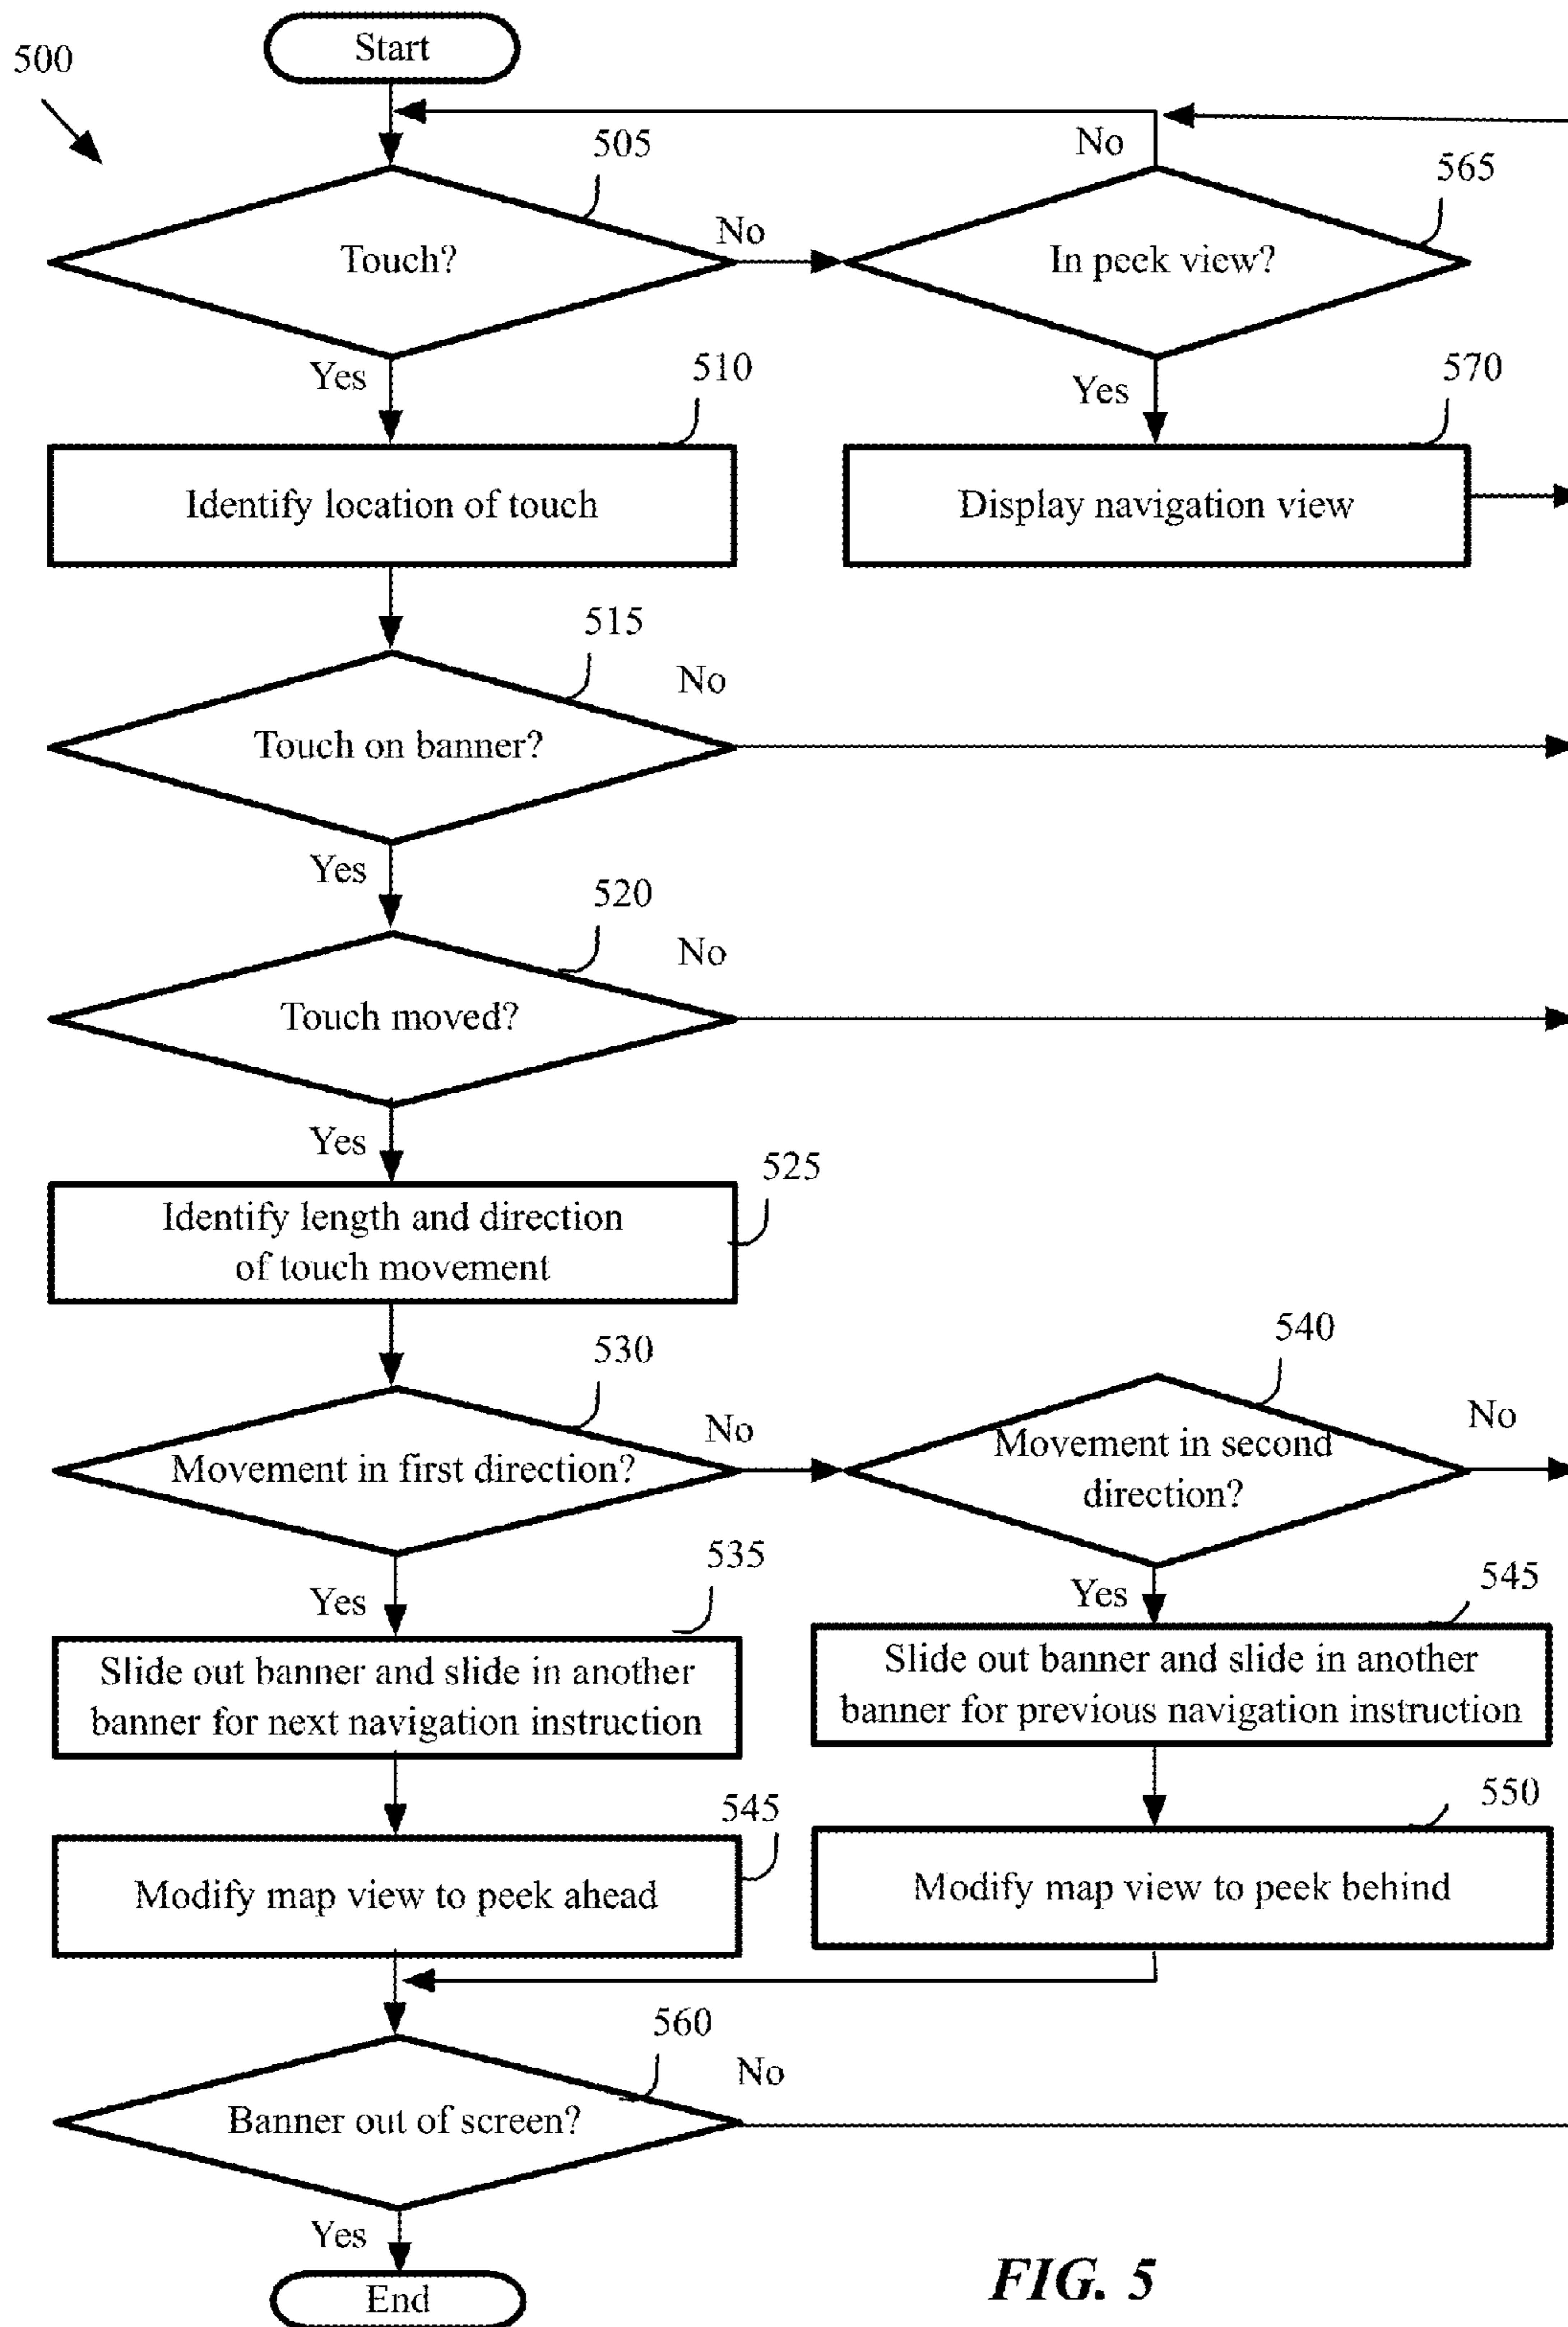 Start
500
505
No
565
Touch?
No
In peek view?
Yes
510
Yes
570
Identify location of touch
Display navigation view
515
No
Touch on banner?
Yes
520
No
Touch moved?
Yes
525
Identify length and direction
of touch movement
530
540
No
No
Movement in first direction?
Movement in second
direction?
Yes
535
Yes
545
Slide out banner and slide in another
banner for next navigation instruction
Slide out banner and slide in another
banner for previous navigation instruction
545
550
Modify map view to peek ahead
Modify map view to peek behind
560
No
Banner out of screen?
Yes
End
FIG. 5